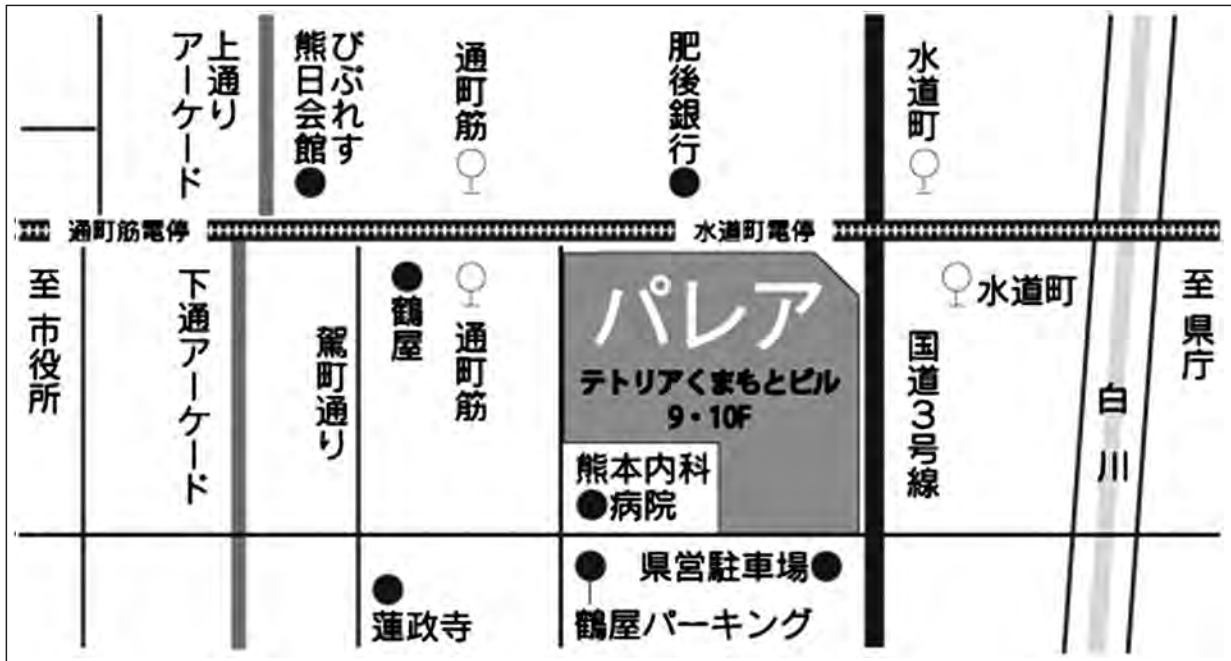 上通り
アーケード
びぷれす
熊日会館
通町筋
肥後銀行
水道町
通町筋電停
水道町電停
至 市役所
下通アーケード
駕町通り
鶴屋
通町筋
パレア
テトリアくまもとビル
9・10F
熊本内科
病院
国道3号線
水道町
白川
至 県庁
蓮政寺
県営駐車場
鶴屋パーキング